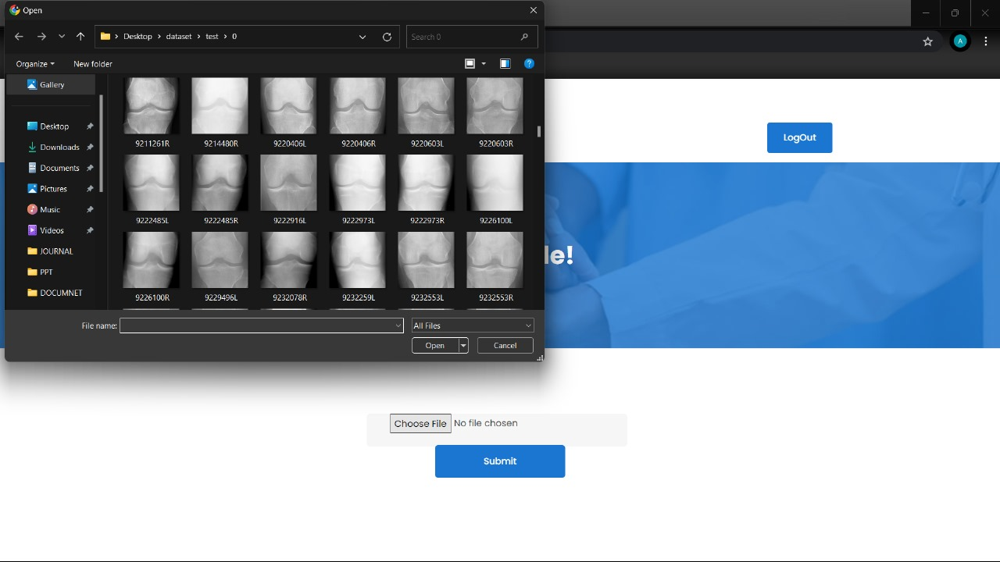 Open
Desktop > dataset > test > 0
Search 0
Organize
New folder
Gallery
Desktop
Downloads
Documents
Pictures
Music
Videos
JOURNAL
PPT
DOCUMNET
9211261R 9214480R 9220406L 9220406R 9220603L 9220603R
9222485L 9222485R 9222916L 9222973L 9222973R 9226100L
9226100R 9229496L 9232078R 9232259L 9232553L 9232553R
File name:
All Files
Open
Cancel
A
LogOut
le!
Choose File No file chosen
Submit